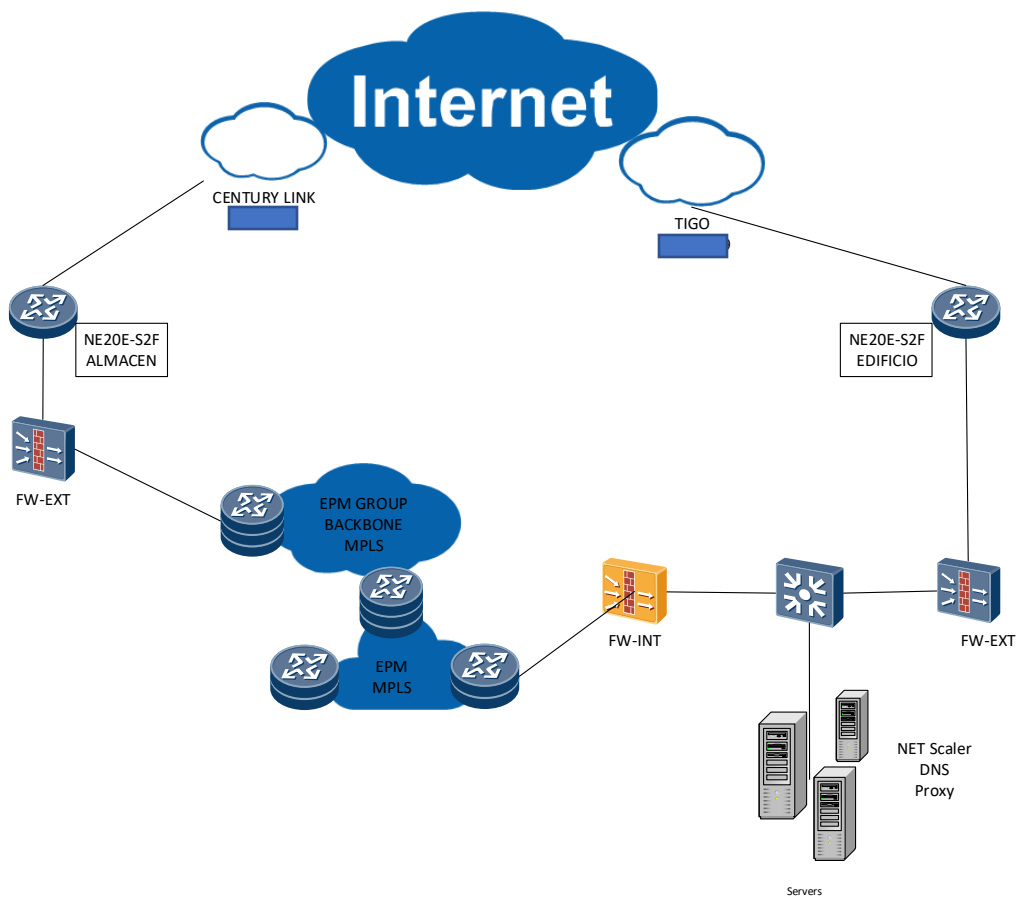 Internet
CENTURY LINK
TIGO
NE20E-S2F
ALMACEN
NE20E-S2F
EDIFICIO
FW-EXT
EPM GROUP
BACKBONE
MPLS
FW-INT
FW-EXT
EPM
MPLS
NET Scaler
DNS
Proxy
Servers